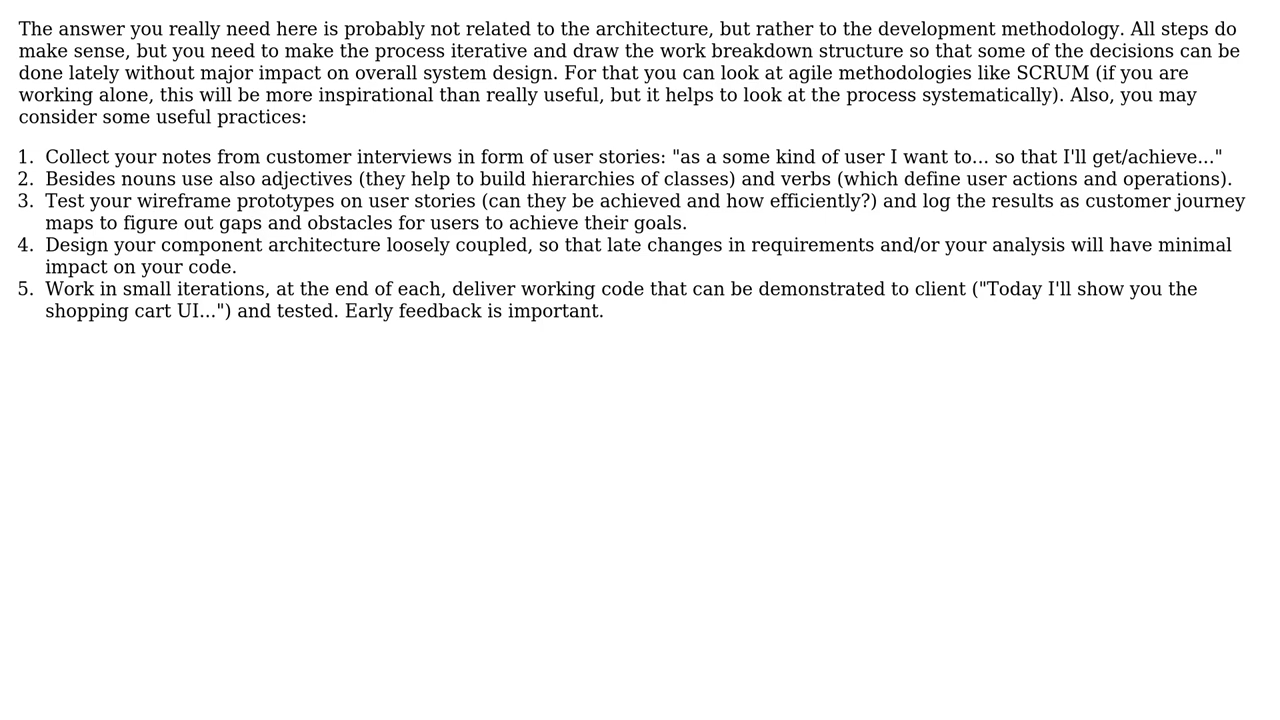 The answer you really need here is probably not related to the architecture, but rather to the development methodology. All steps do
make sense, but you need to make the process iterative and draw the work breakdown structure so that some of the decisions can be
done lately without major impact on overall system design. For that you can look at agile methodologies like SCRUM (if you are
working alone, this will be more inspirational than really useful, but it helps to look at the process systematically). Also, you may
consider some useful practices:
1. Collect your notes from customer interviews in form of user stories: "as a some kind of user I want to... so that I'll get/achieve..."
2. Besides nouns use also adjectives (they help to build hierarchies of classes) and verbs (which define user actions and operations).
3. Test your wireframe prototypes on user stories (can they be achieved and how efficiently?) and log the results as customer journey
maps to figure out gaps and obstacles for users to achieve their goals.
4. Design your component architecture loosely coupled, so that late changes in requirements and/or your analysis will have minimal
impact on your code.
5. Work in small iterations, at the end of each, deliver working code that can be demonstrated to client ("Today I'll show you the
shopping cart UI...") and tested. Early feedback is important.